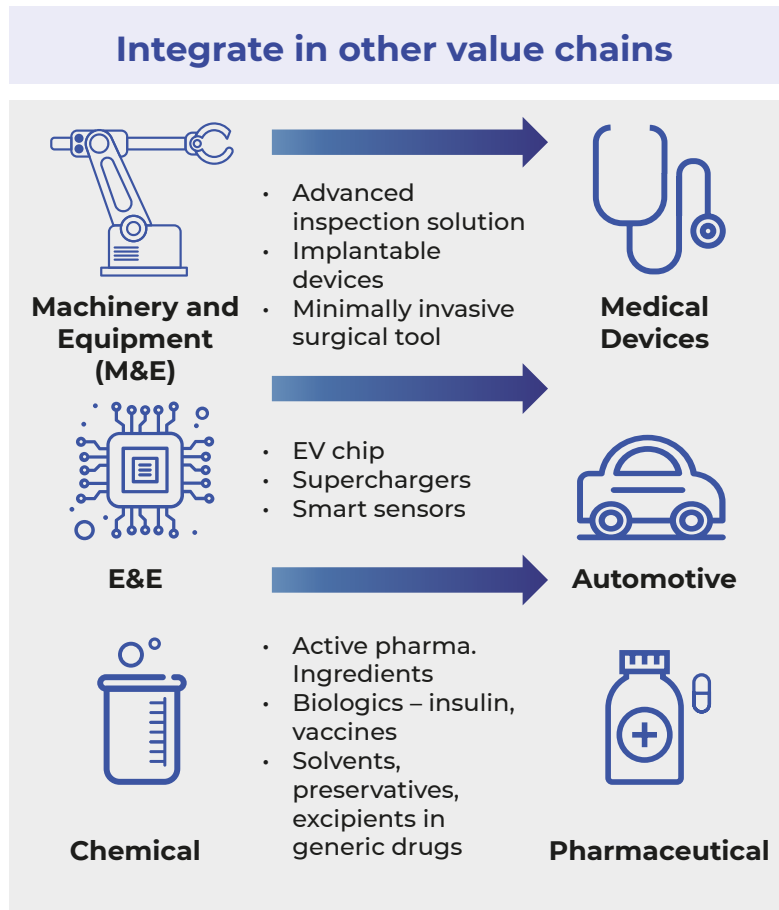 Integrate in other value chains
Machinery and
Equipment
(M&E)
• Advanced
inspection solution
• Implantable
devices
• Minimally invasive
surgical tool
Medical
Devices
E&E
• EV chip
• Superchargers
• Smart sensors
Automotive
Chemical
• Active pharma.
Ingredients
• Biologics – insulin,
vaccines
• Solvents,
preservatives,
excipients in
generic drugs
Pharmaceutical